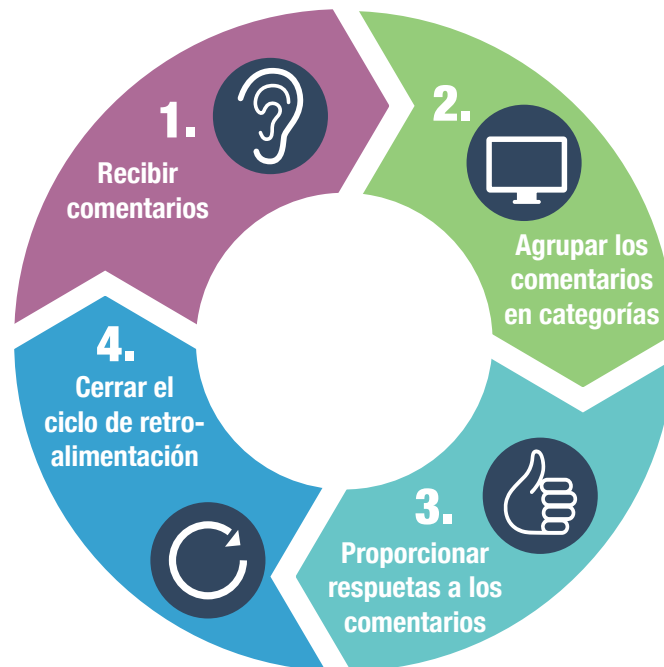 1.
Recibir
comentarios
2.
Agrupar los
comentarios
en categorías
3.
Proporcionar
respuetas a los
comentarios
4.
Cerrar el
ciclo de retro-
alimentación